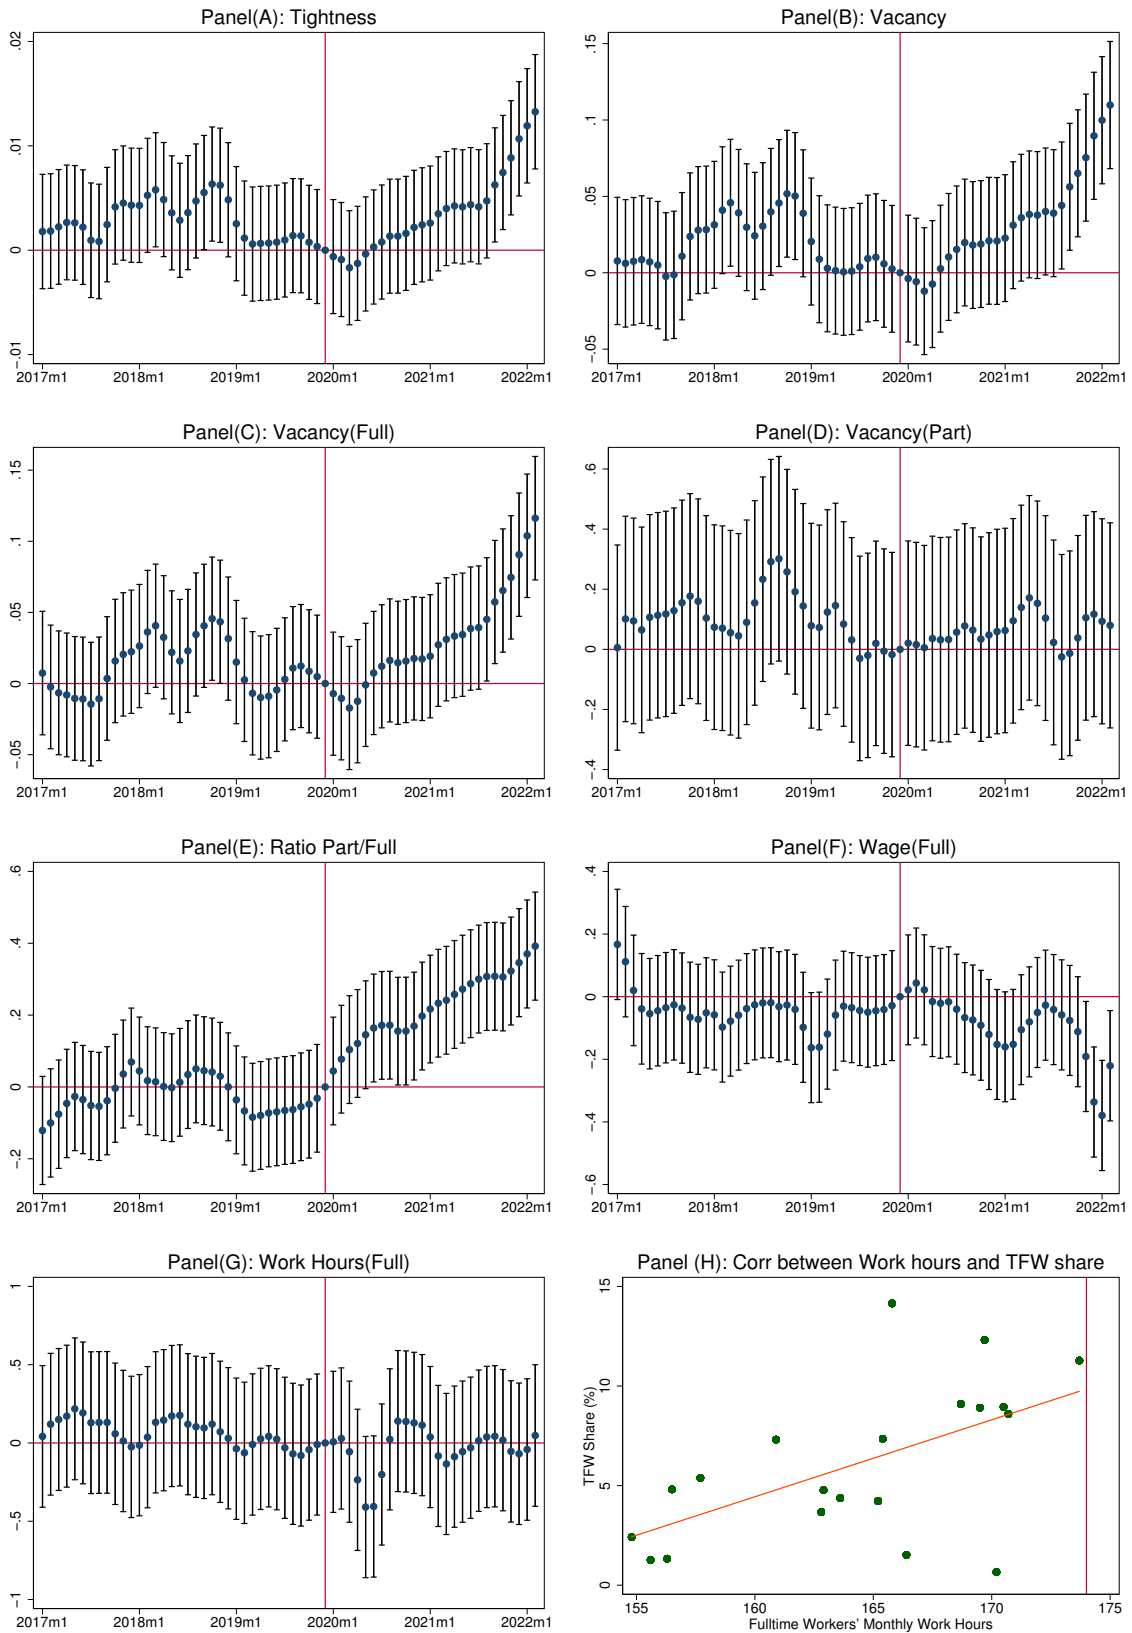 Panel(A): Tightness
.02
.01
0
-.01
2017m1 2018m1 2019m1 2020m1 2021m1 2022m1
Panel(B): Vacancy
.15
.1
.05
0
-.05
2017m1 2018m1 2019m1 2020m1 2021m1 2022m1
Panel(C): Vacancy(Full)
.15
.1
.05
0
-.05
2017m1 2018m1 2019m1 2020m1 2021m1 2022m1
Panel(D): Vacancy(Part)
.6
.4
.2
0
-.2
-.4
2017m1 2018m1 2019m1 2020m1 2021m1 2022m1
Panel(E): Ratio Part/Full
.6
.4
.2
0
-.2
2017m1 2018m1 2019m1 2020m1 2021m1 2022m1
Panel(F): Wage(Full)
.4
.2
0
-.2
-.4
-.6
2017m1 2018m1 2019m1 2020m1 2021m1 2022m1
Panel(G): Work Hours(Full)
1
.5
0
-.5
-1
2017m1 2018m1 2019m1 2020m1 2021m1 2022m1
Panel (H): Corr between Work hours and TFW share
TFW Share (%)
15
10
5
0
155 160 165 170 175
Fulltime Workers' Monthly Work Hours